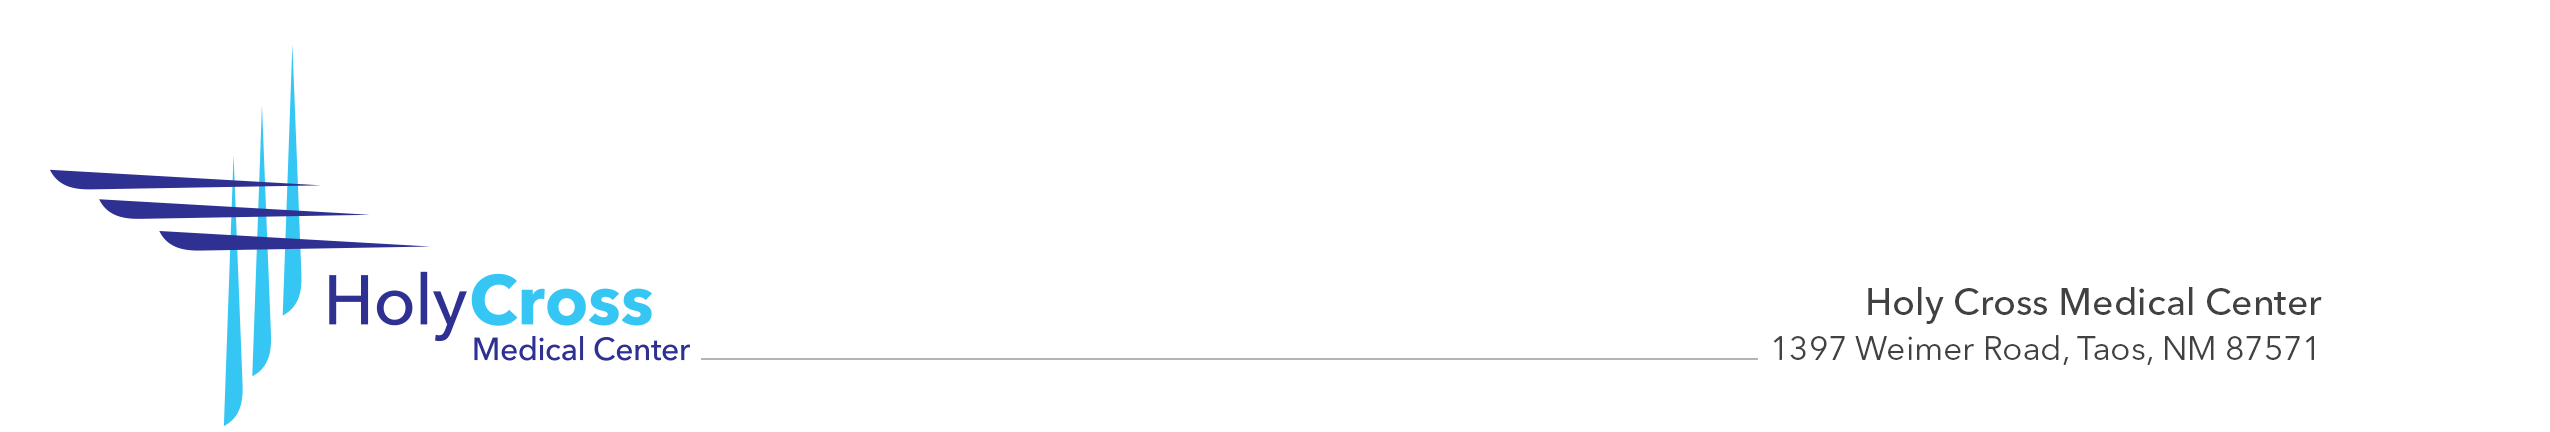 HolyCross
Medical Center
Holy Cross Medical Center
1397 Weimer Road, Taos, NM 87571